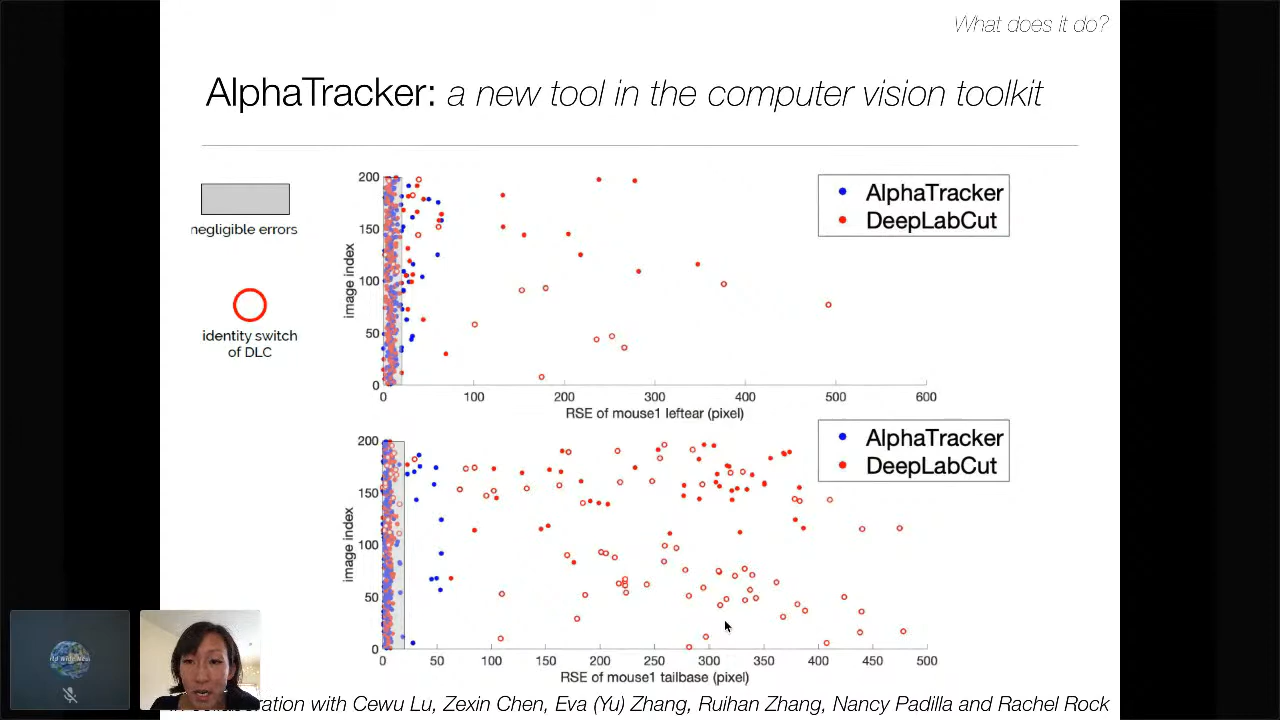 What does it do?
AlphaTracker: a new tool in the computer vision toolkit
negligible errors
identity switch
of DLC
200
150
100
50
0
image index
0 100 200 300 400 500 600
RSE of mouse1 leftear (pixel)
AlphaTracker
DeepLabCut
200
150
100
50
0
image index
0 50 100 150 200 250 300 350 400 450 500
RSE of mouse1 tailbase (pixel)
AlphaTracker
DeepLabCut
with Cewu Lu, Zexin Chen, Eva (Yu) Zhang, Ruihan Zhang, Nancy Padilla and Rachel Rock